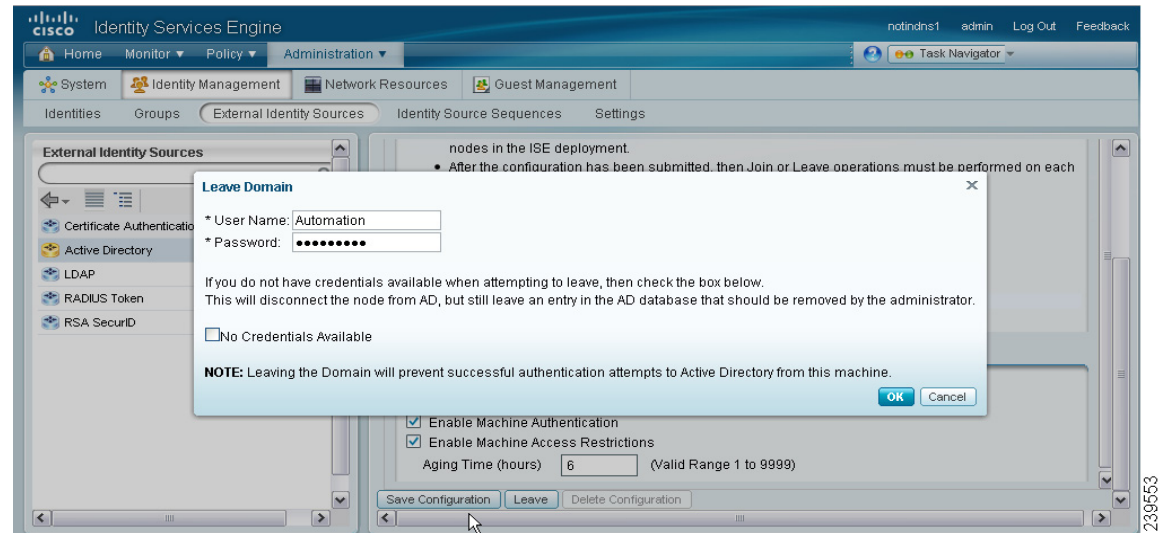 cisco Identity Services Engine notindns1 admin Log Out Feedback
Home Monitor Policy Administration Task Navigator
System Identity Management Network Resources Guest Management
Identities Groups External Identity Sources Identity Source Sequences Settings
External Identity Sources
Certificate Authenticatio
Active Directory
LDAP
RADIUS Token
RSA SecurID
nodes in the ISE deployment.
• After the configuration has been submitted, then Join or Leave operations must be performed on each
Leave Domain
* User Name: Automation
* Password: •••••••••
If you do not have credentials available when attempting to leave, then check the box below.
This will disconnect the node from AD, but still leave an entry in the AD database that should be removed by the administrator.
No Credentials Available
NOTE: Leaving the Domain will prevent successful authentication attempts to Active Directory from this machine.
OK Cancel
Enable Machine Authentication
Enable Machine Access Restrictions
Aging Time (hours) 6 (Valid Range 1 to 9999)
Save Configuration Leave Delete Configuration
239553